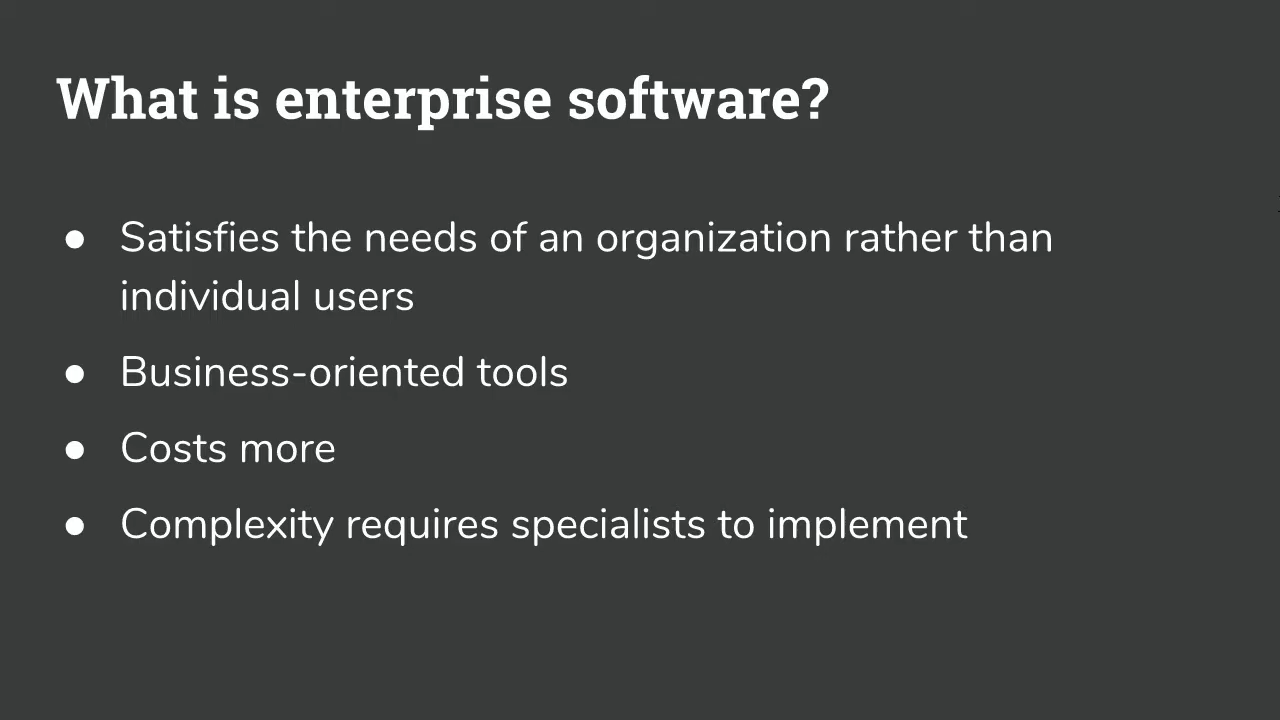 What is enterprise software?
● Satisfies the needs of an organization rather than
individual users
● Business-oriented tools
● Costs more
● Complexity requires specialists to implement